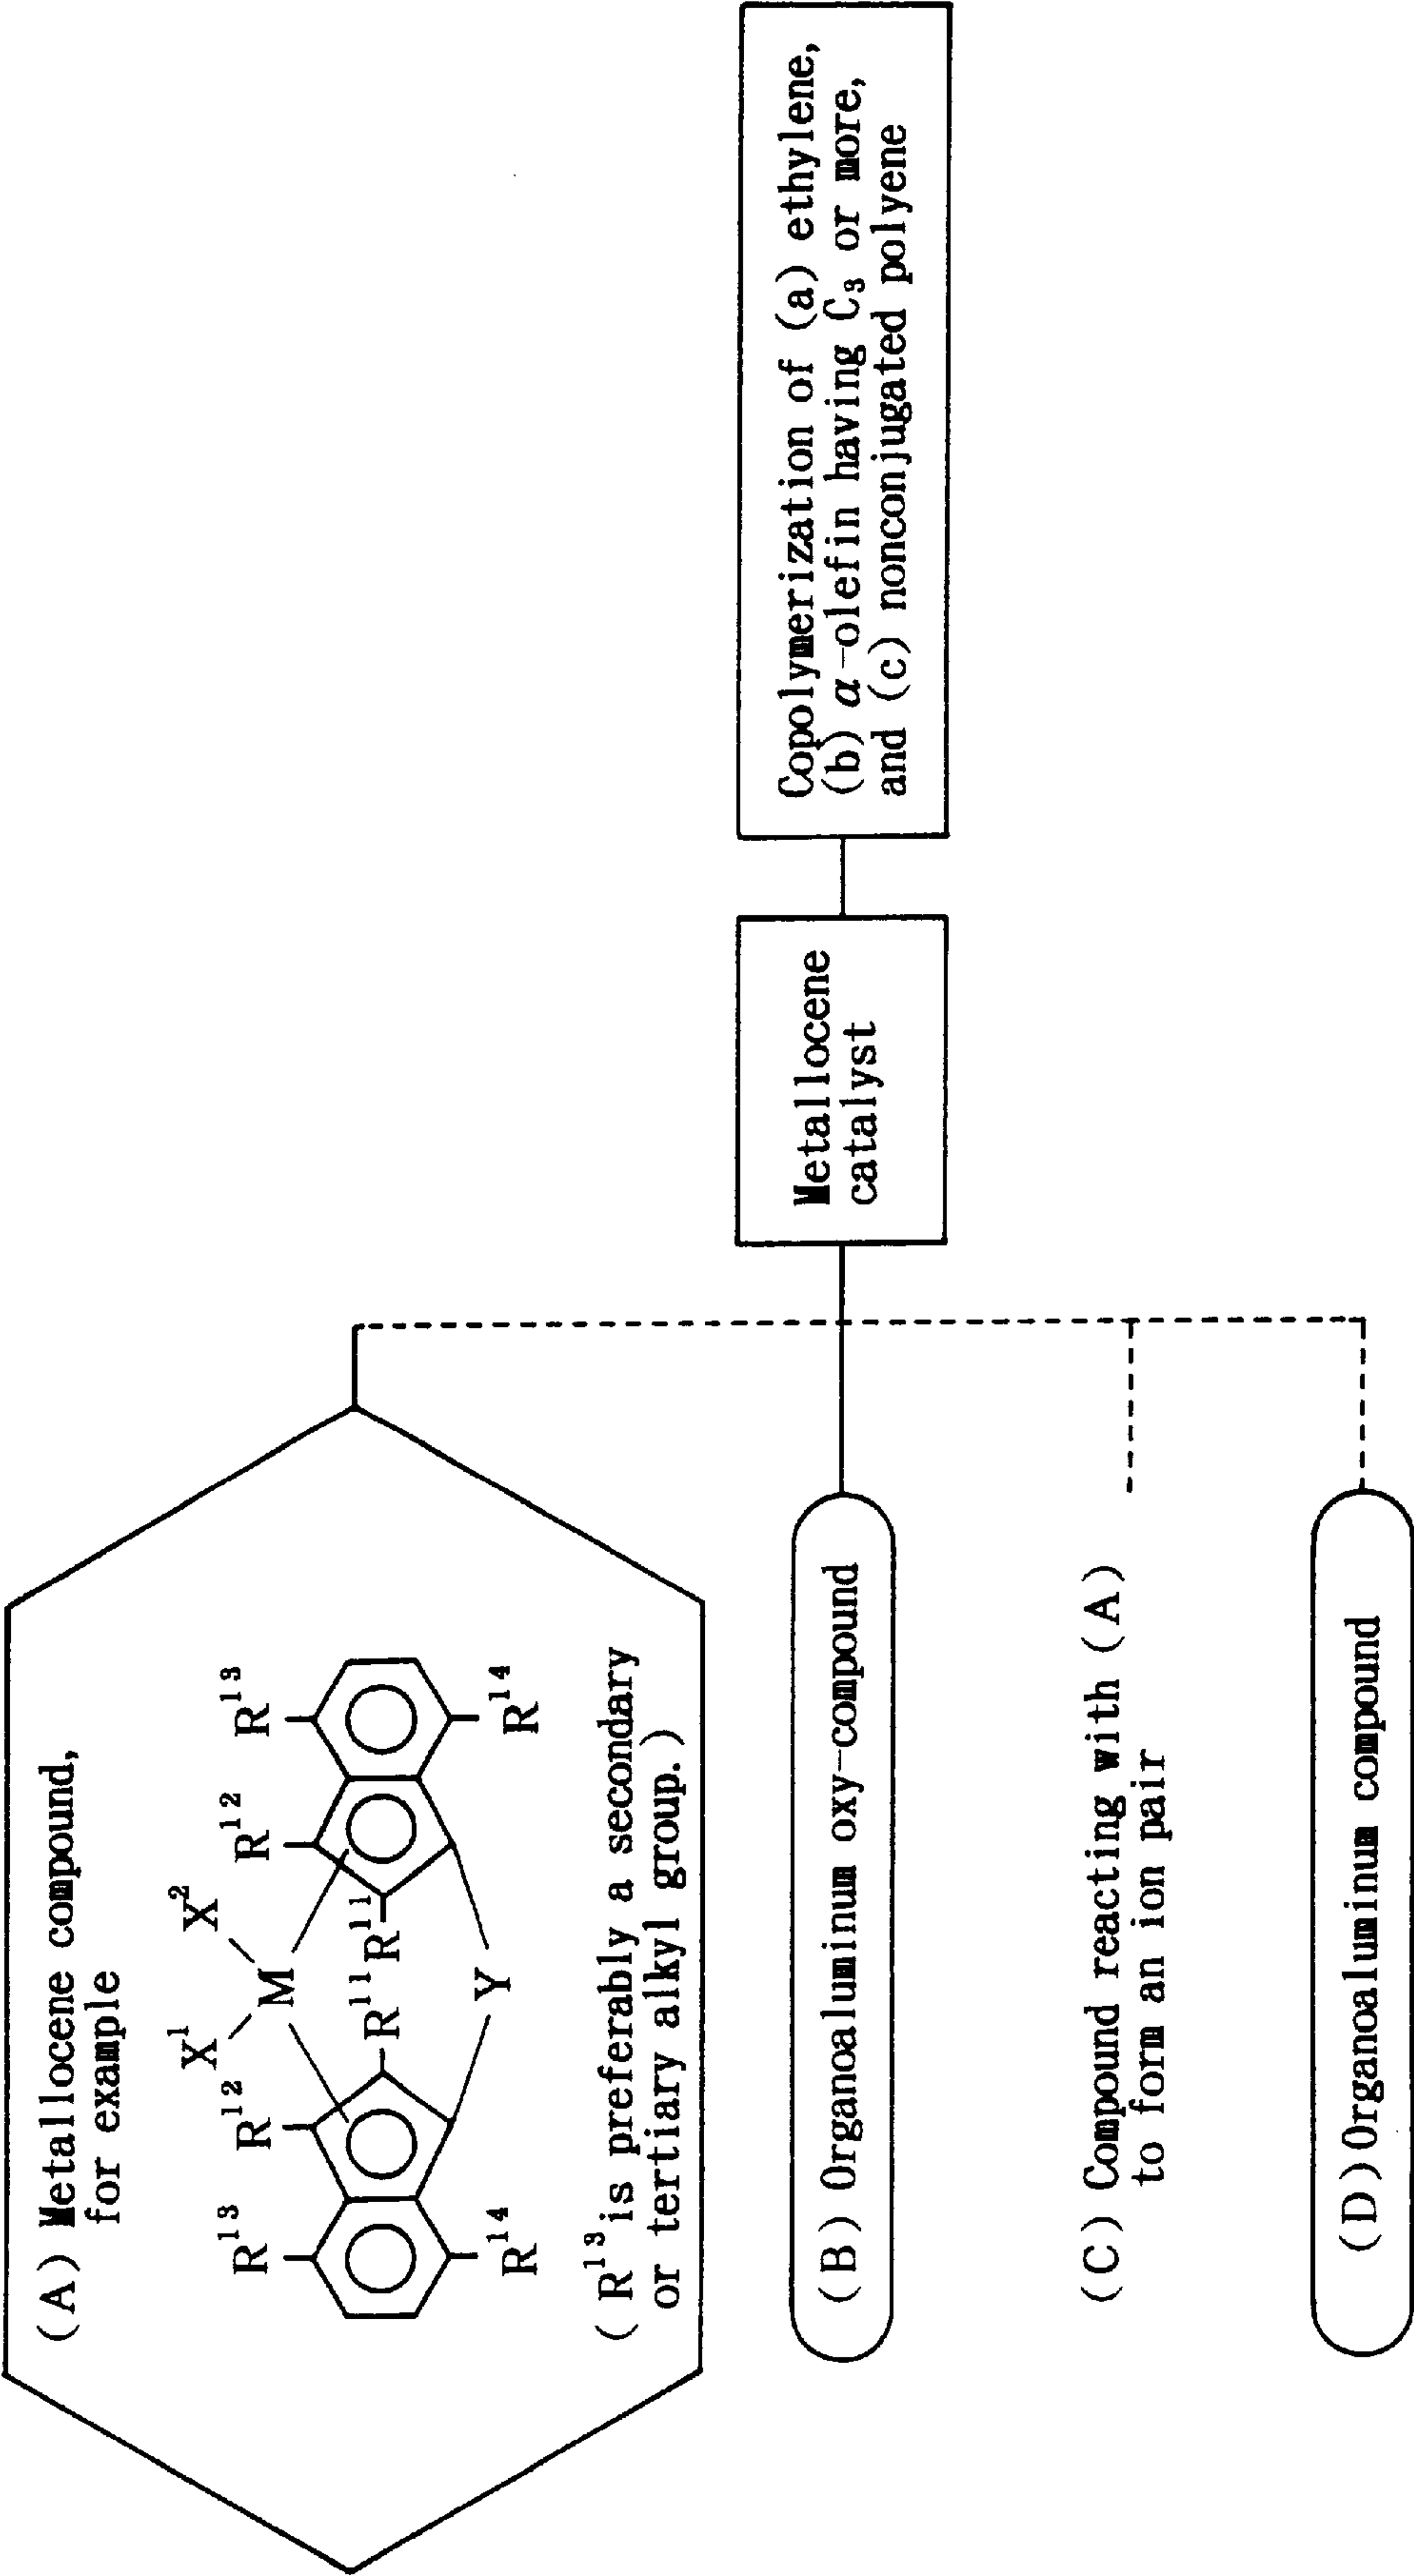 (A) Metallocene compound,
for example
X¹ X²
M
R¹³ R¹² R¹² R¹³
R¹¹ R¹¹
R¹⁴ Y R¹⁴
(R¹³ is preferably a secondary
or tertiary alkyl group.)
(B) Organoaluminum oxy-compound
(C) Compound reacting with (A)
to form an ion pair
(D) Organoaluminum compound
Metallocene
catalyst
Copolymerization of (a) ethylene,
(b) α-olefin having C₃ or more,
and (c) nonconjugated polyene